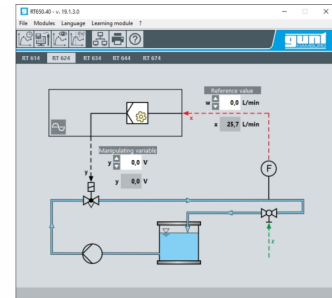 RT650.40 - v. 19.1.3.0
File Modules Language Learning module ?
gunt
RT 614 RT 624 RT 634 RT 644 RT 674
Reference value
w 0,0 L/min
x 25,7 L/min
x
Manipulating variable
y 0,0 V
y 0,0 V
y
F
z